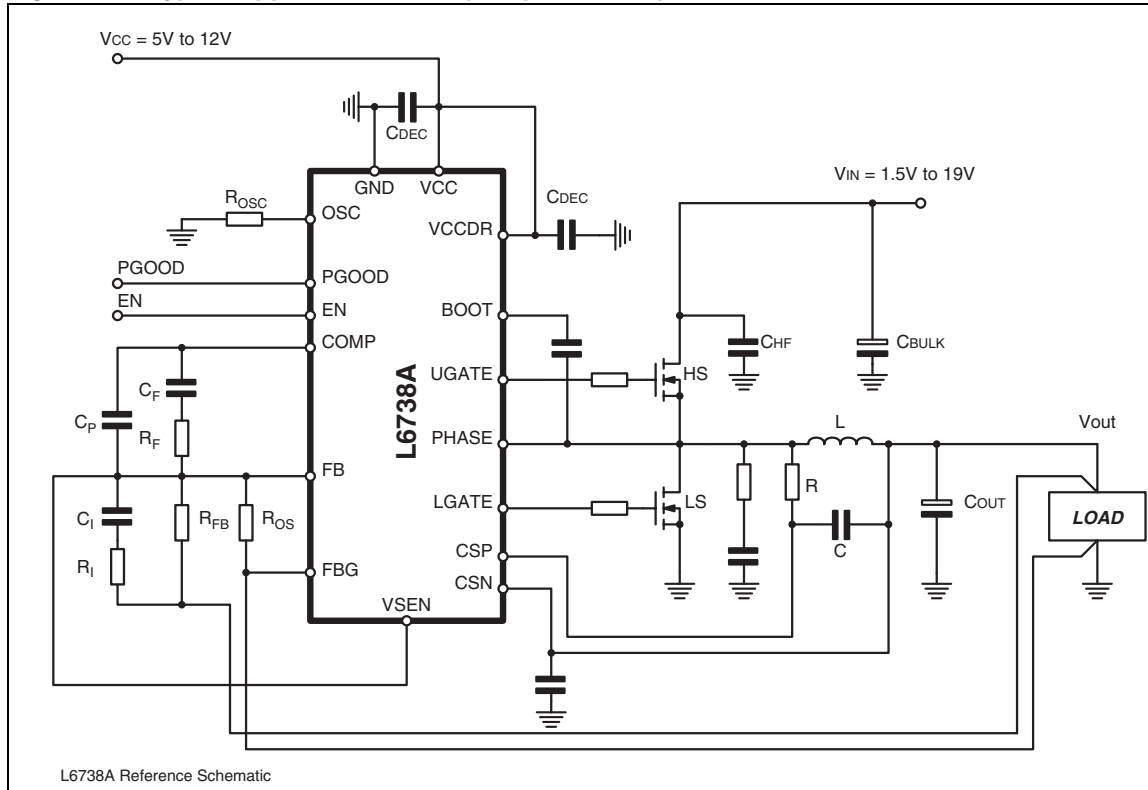 VCC = 5V to 12V
CDEC
GND
VCC
VIN = 1.5V to 19V
ROSC
OSC
CDEC
VCCDR
PGOOD
PGOOD
EN
EN
BOOT
COMP
CHF
CBULK
L6738A
UGATE
HS
CF
CP
RF
PHASE
L
Vout
FB
R
LGATE
LS
COUT
LOAD
CI
RFB
ROS
CSP
C
RI
FBG
CSN
VSEN
L6738A Reference Schematic